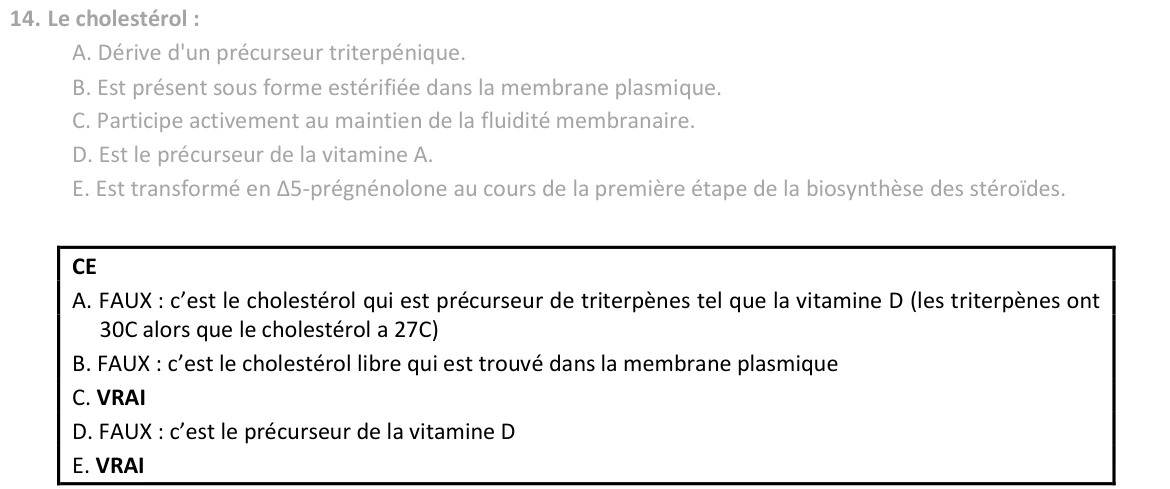 14. Le cholestérol :
A. Dérive d'un précurseur triterpénique.
B. Est présent sous forme estérifiée dans la membrane plasmique.
C. Participe activement au maintien de la fluidité membranaire.
D. Est le précurseur de la vitamine A.
E. Est transformé en Δ5-prégnénolone au cours de la première étape de la biosynthèse des stéroïdes.
CE
A. FAUX : c’est le cholestérol qui est précurseur de triterpènes tel que la vitamine D (les triterpènes ont
30C alors que le cholestérol a 27C)
B. FAUX : c’est le cholestérol libre qui est trouvé dans la membrane plasmique
C. VRAI
D. FAUX : c’est le précurseur de la vitamine D
E. VRAI